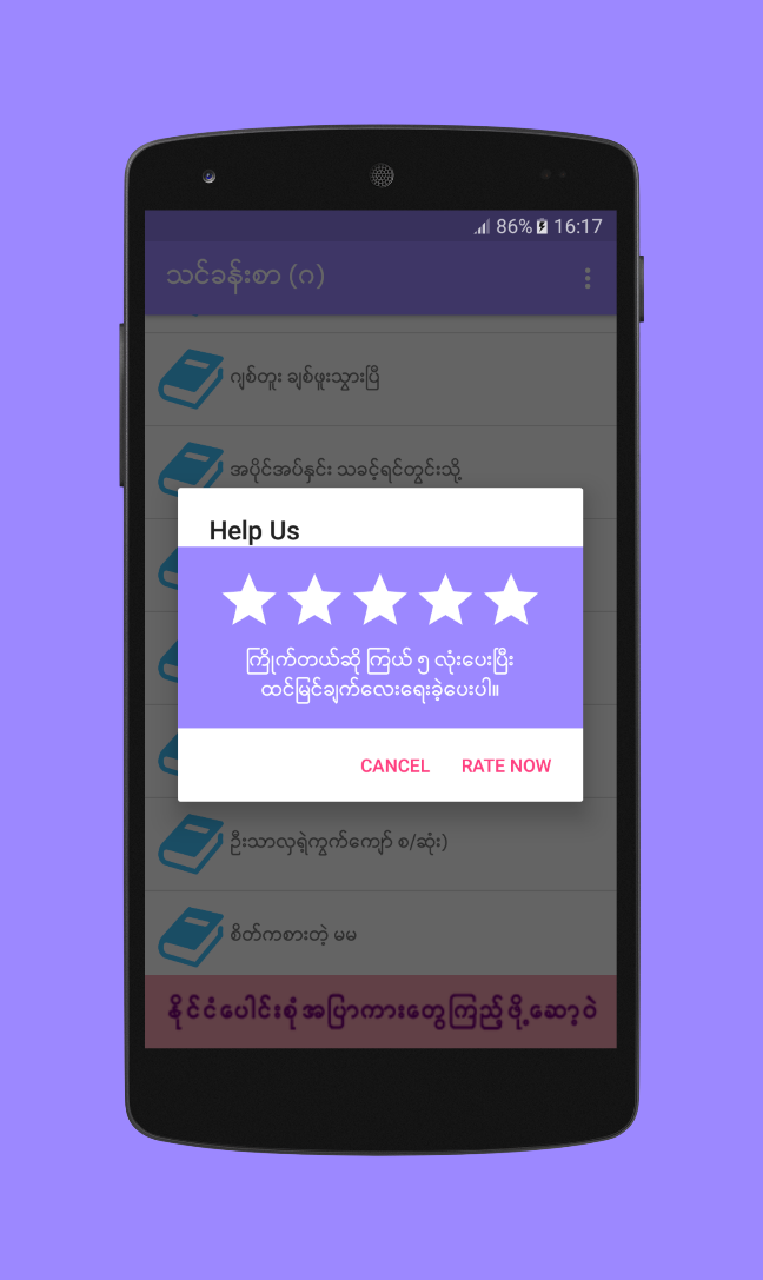 86% 16:17
သင်ခန်းစာ (ဂ)
ဂျစ်တူး ချစ်ဖူးသွားပြီ
အပိုင်အပ်နှင်း သခင့်ရင်တွင်းသို့
Help Us
ကြိုက်တယ်ဆို ကြယ် ၅ လုံးပေးပြီး
ထင်မြင်ချက်လေးရေးခဲ့ပေးပါ။
CANCEL RATE NOW
ဦးသာလှရဲ့ကွက်ကျော် စ/ဆုံး)
စိတ်ကစားတဲ့ မမ
နိုင်ငံပေါင်းစုံအပြာကားတွေကြည့်ဖို့ဆော့ဝဲ